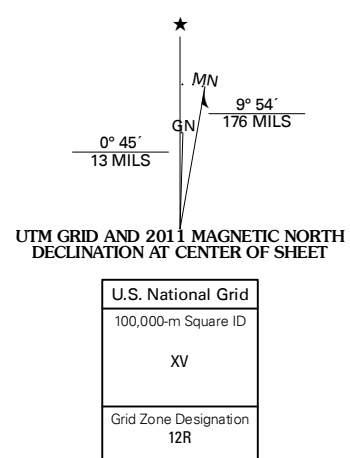 ★
MN
9° 54´
176 MILS
GN
0° 45´
13 MILS
UTM GRID AND 2011 MAGNETIC NORTH
DECLINATION AT CENTER OF SHEET
U.S. National Grid
100,000-m Square ID
XV
Grid Zone Designation
12R